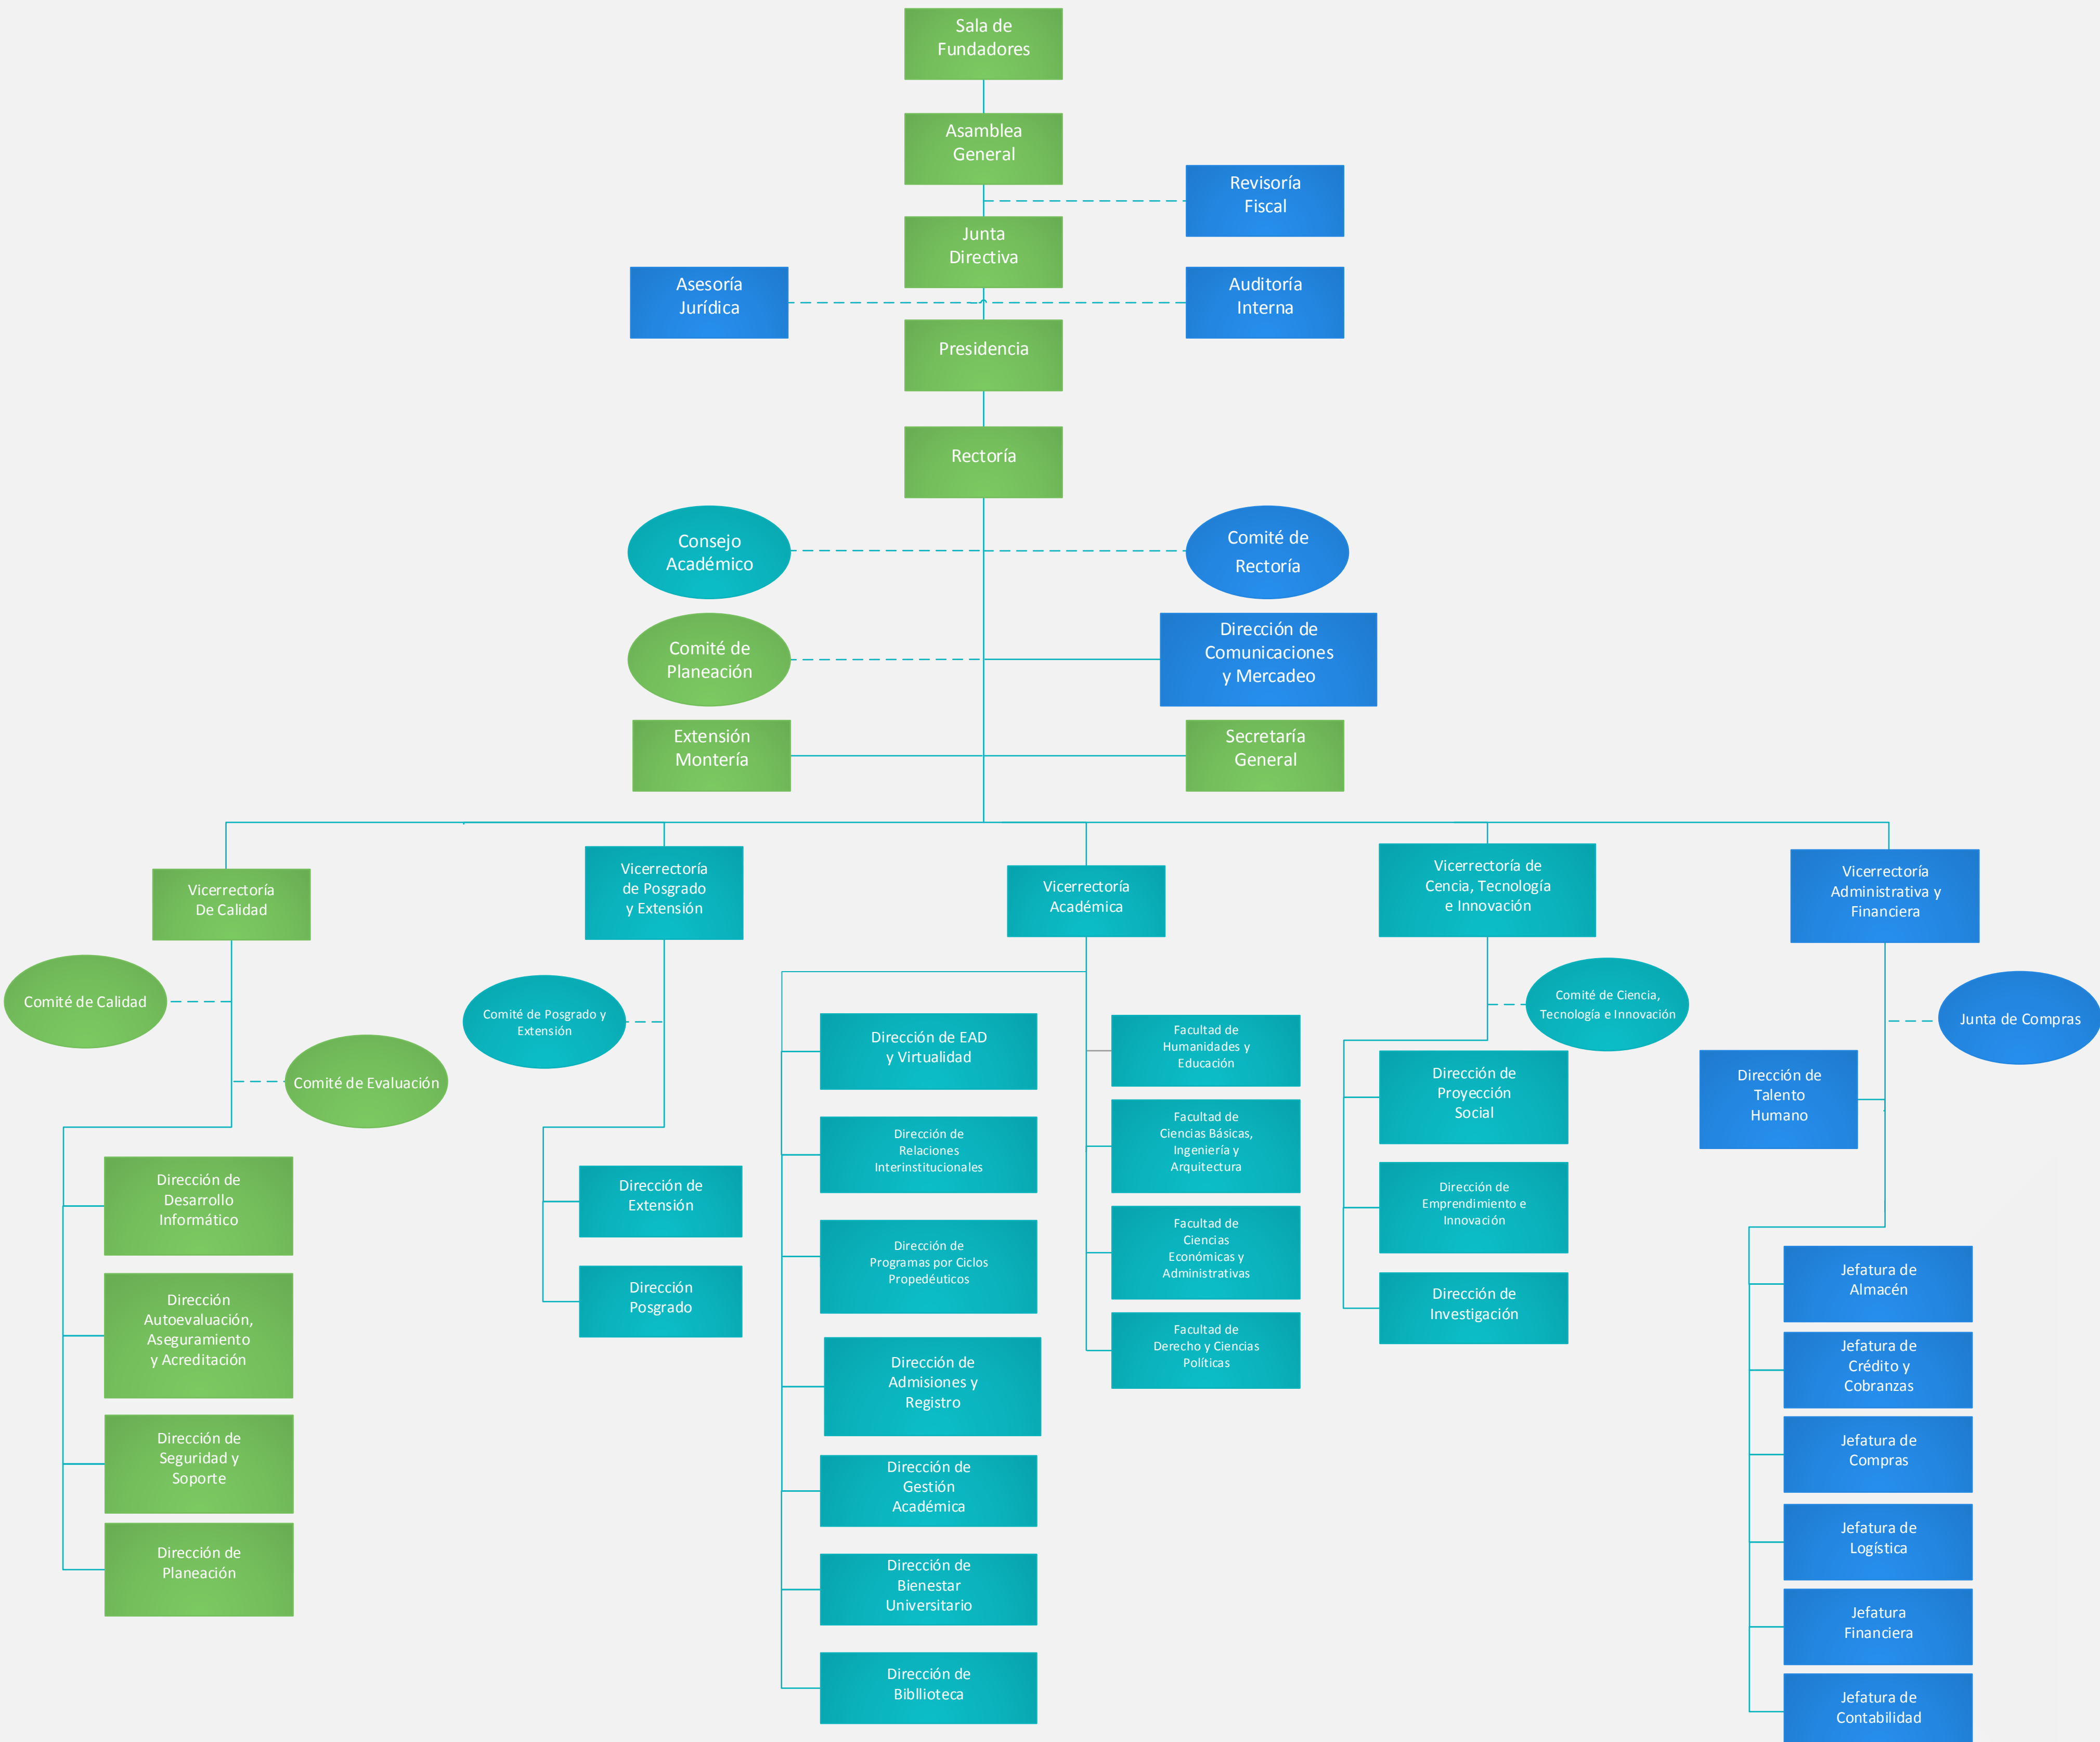 Sala de
Fundadores
Asamblea
General
Revisoría
Fiscal
Junta
Directiva
Asesoría
Jurídica
Auditoría
Interna
Presidencia
Rectoría
Consejo
Académico
Comité de
Rectoría
Comité de
Planeación
Dirección de
Comunicaciones
y Mercadeo
Extensión
Montería
Secretaría
General
Vicerrectoría
De Calidad
Vicerrectoría
de Posgrado
y Extensión
Vicerrectoría
Académica
Vicerrectoría de
Cencia, Tecnología
e Innovación
Vicerrectoría
Administrativa y
Financiera
Comité de Calidad
Comité de Evaluación
Dirección de
Desarrollo
Informático
Dirección
Autoevaluación,
Aseguramiento
y Acreditación
Dirección de
Seguridad y
Soporte
Dirección de
Planeación
Comité de Posgrado y
Extensión
Dirección de
Extensión
Dirección
Posgrado
Dirección de EAD
y Virtualidad
Dirección de
Relaciones
Interinstitucionales
Dirección de
Programas por Ciclos
Propedéuticos
Dirección de
Admisiones y
Registro
Dirección de
Gestión
Académica
Dirección de
Bienestar
Universitario
Dirección de
Bibllioteca
Facultad de
Humanidades y
Educación
Facultad de
Ciencias Básicas,
Ingeniería y
Arquitectura
Facultad de
Ciencias
Económicas y
Administrativas
Facultad de
Derecho y Ciencias
Políticas
Comité de Ciencia,
Tecnología e Innovación
Dirección de
Proyección
Social
Dirección de
Emprendimiento e
Innovación
Dirección de
Investigación
Junta de Compras
Dirección de
Talento
Humano
Jefatura de
Almacén
Jefatura de
Crédito y
Cobranzas
Jefatura de
Compras
Jefatura de
Logística
Jefatura
Financiera
Jefatura de
Contabilidad